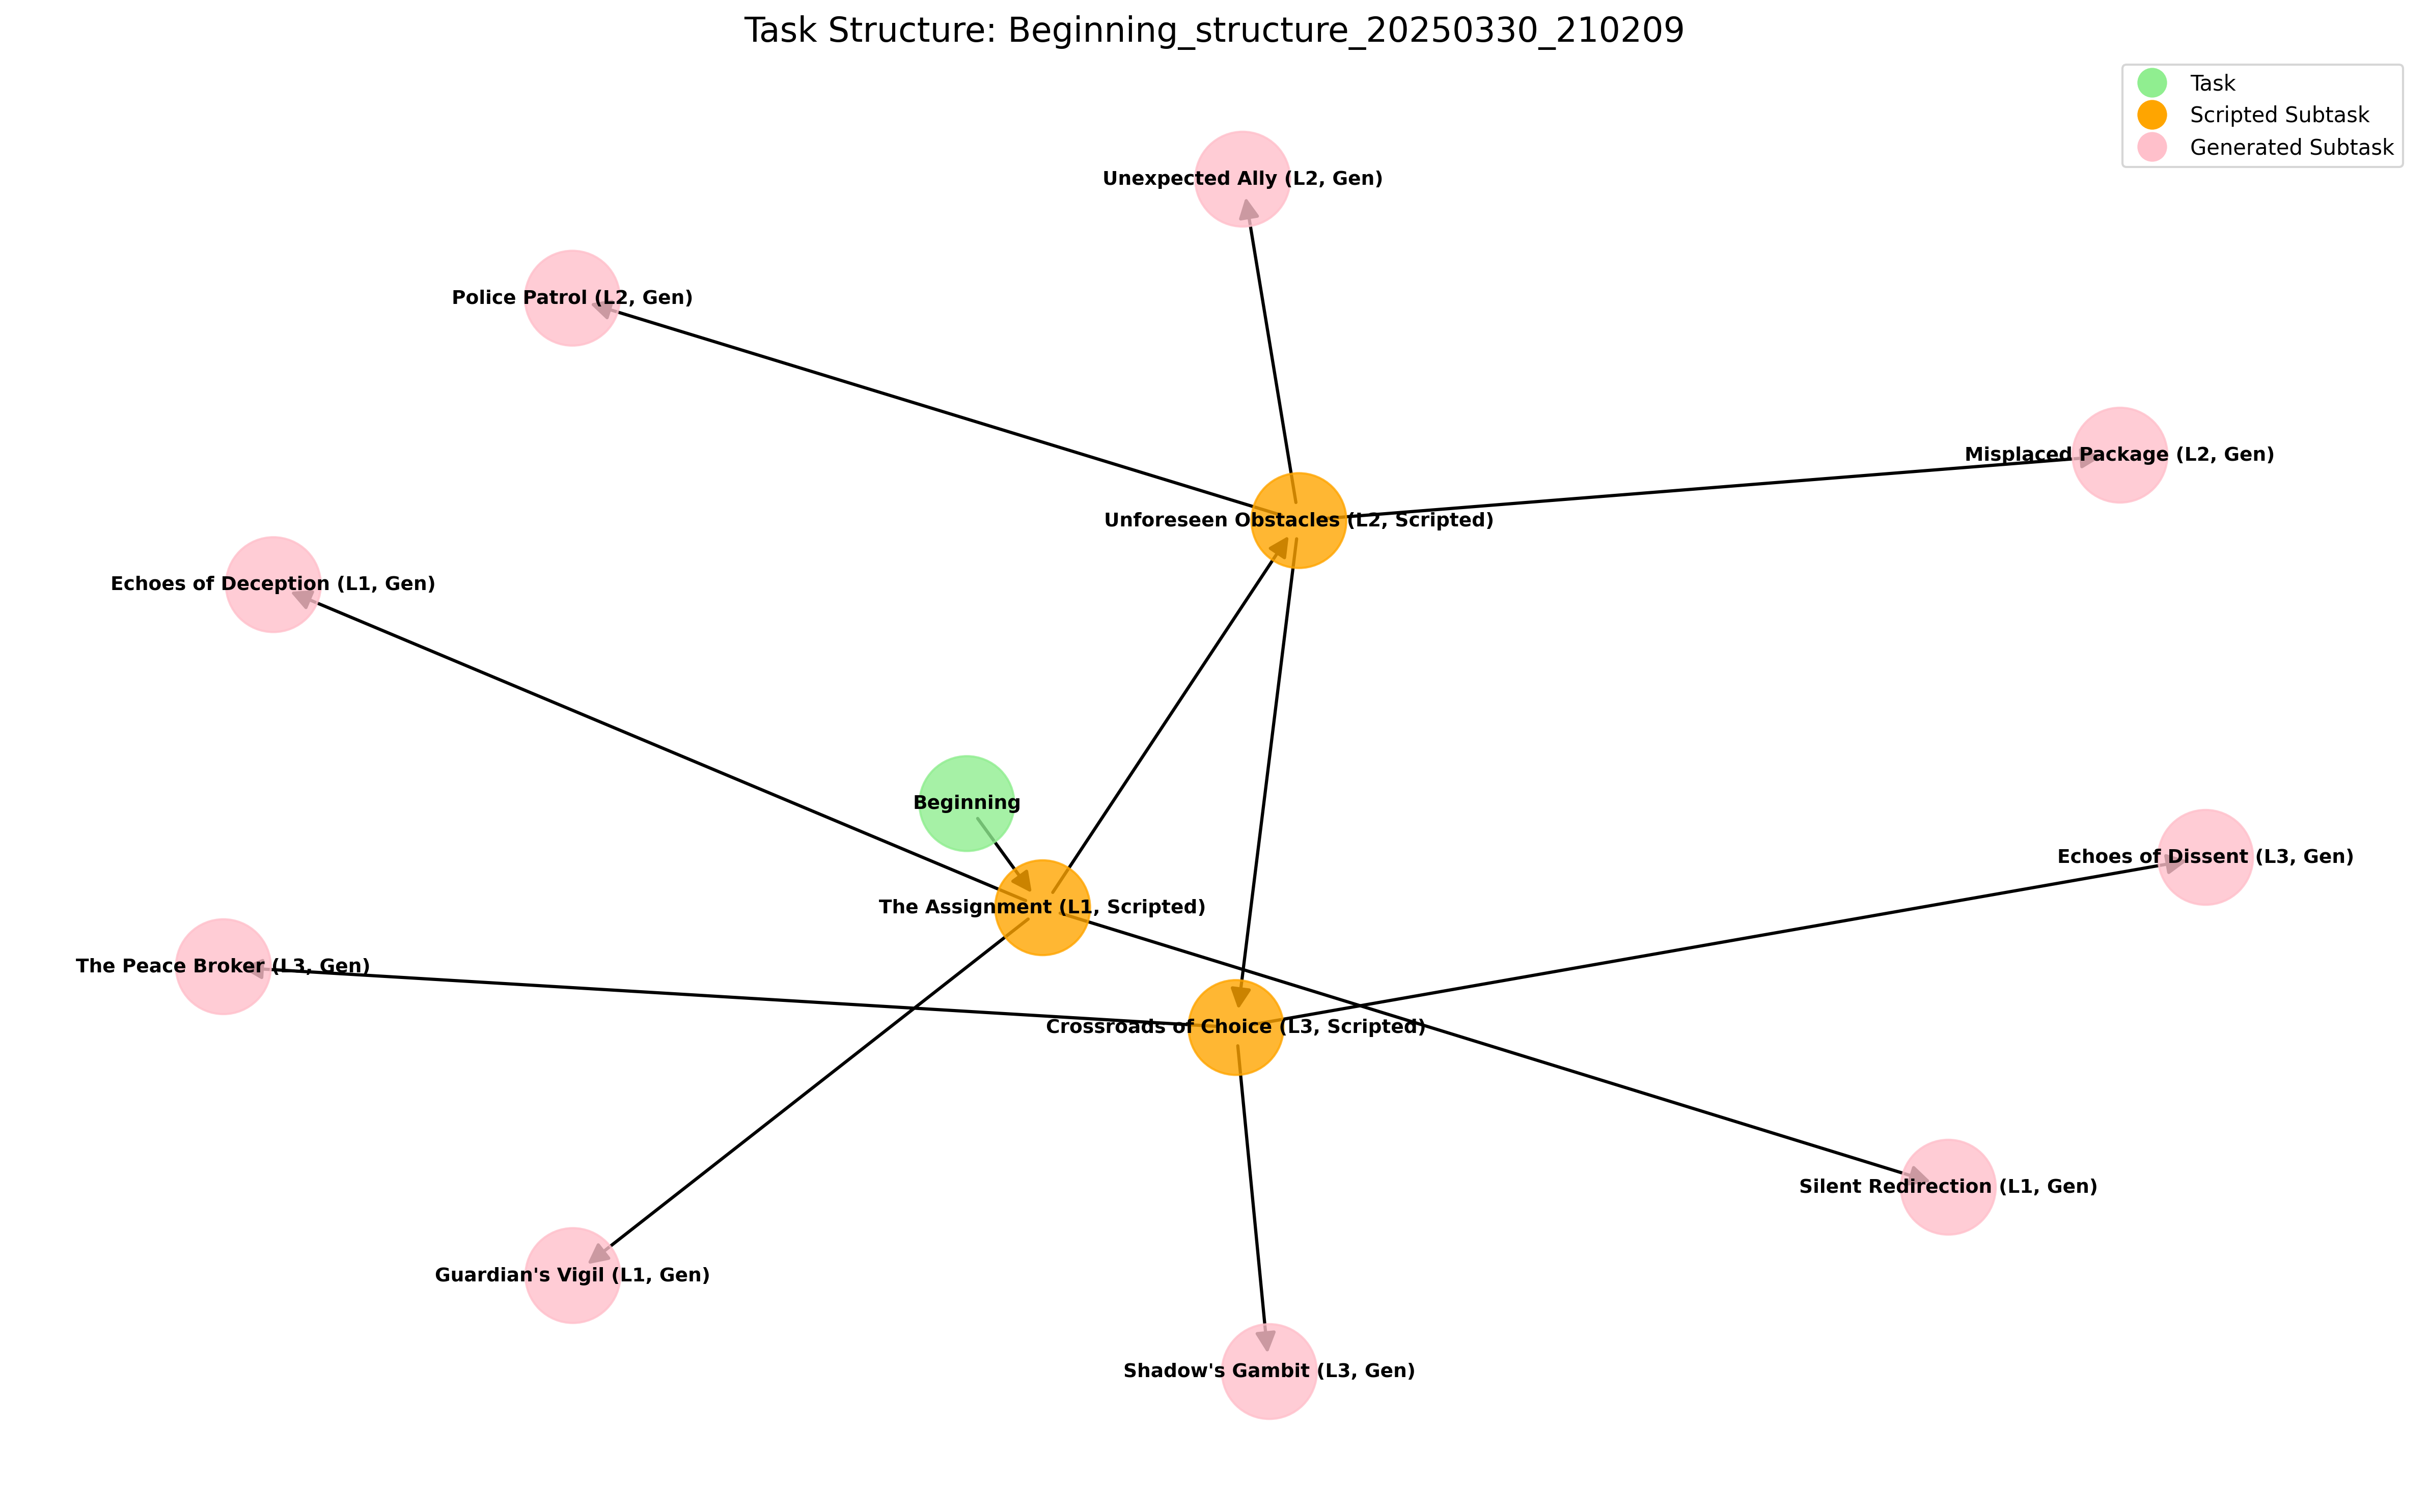 Task Structure: Beginning_structure_20250330_210209
Task
Scripted Subtask
Generated Subtask
Unexpected Ally (L2, Gen)
Police Patrol (L2, Gen)
Misplaced Package (L2, Gen)
Unforeseen Obstacles (L2, Scripted)
Echoes of Deception (L1, Gen)
Beginning
Echoes of Dissent (L3, Gen)
The Assignment (L1, Scripted)
The Peace Broker (L3, Gen)
Crossroads of Choice (L3, Scripted)
Silent Redirection (L1, Gen)
Guardian's Vigil (L1, Gen)
Shadow's Gambit (L3, Gen)